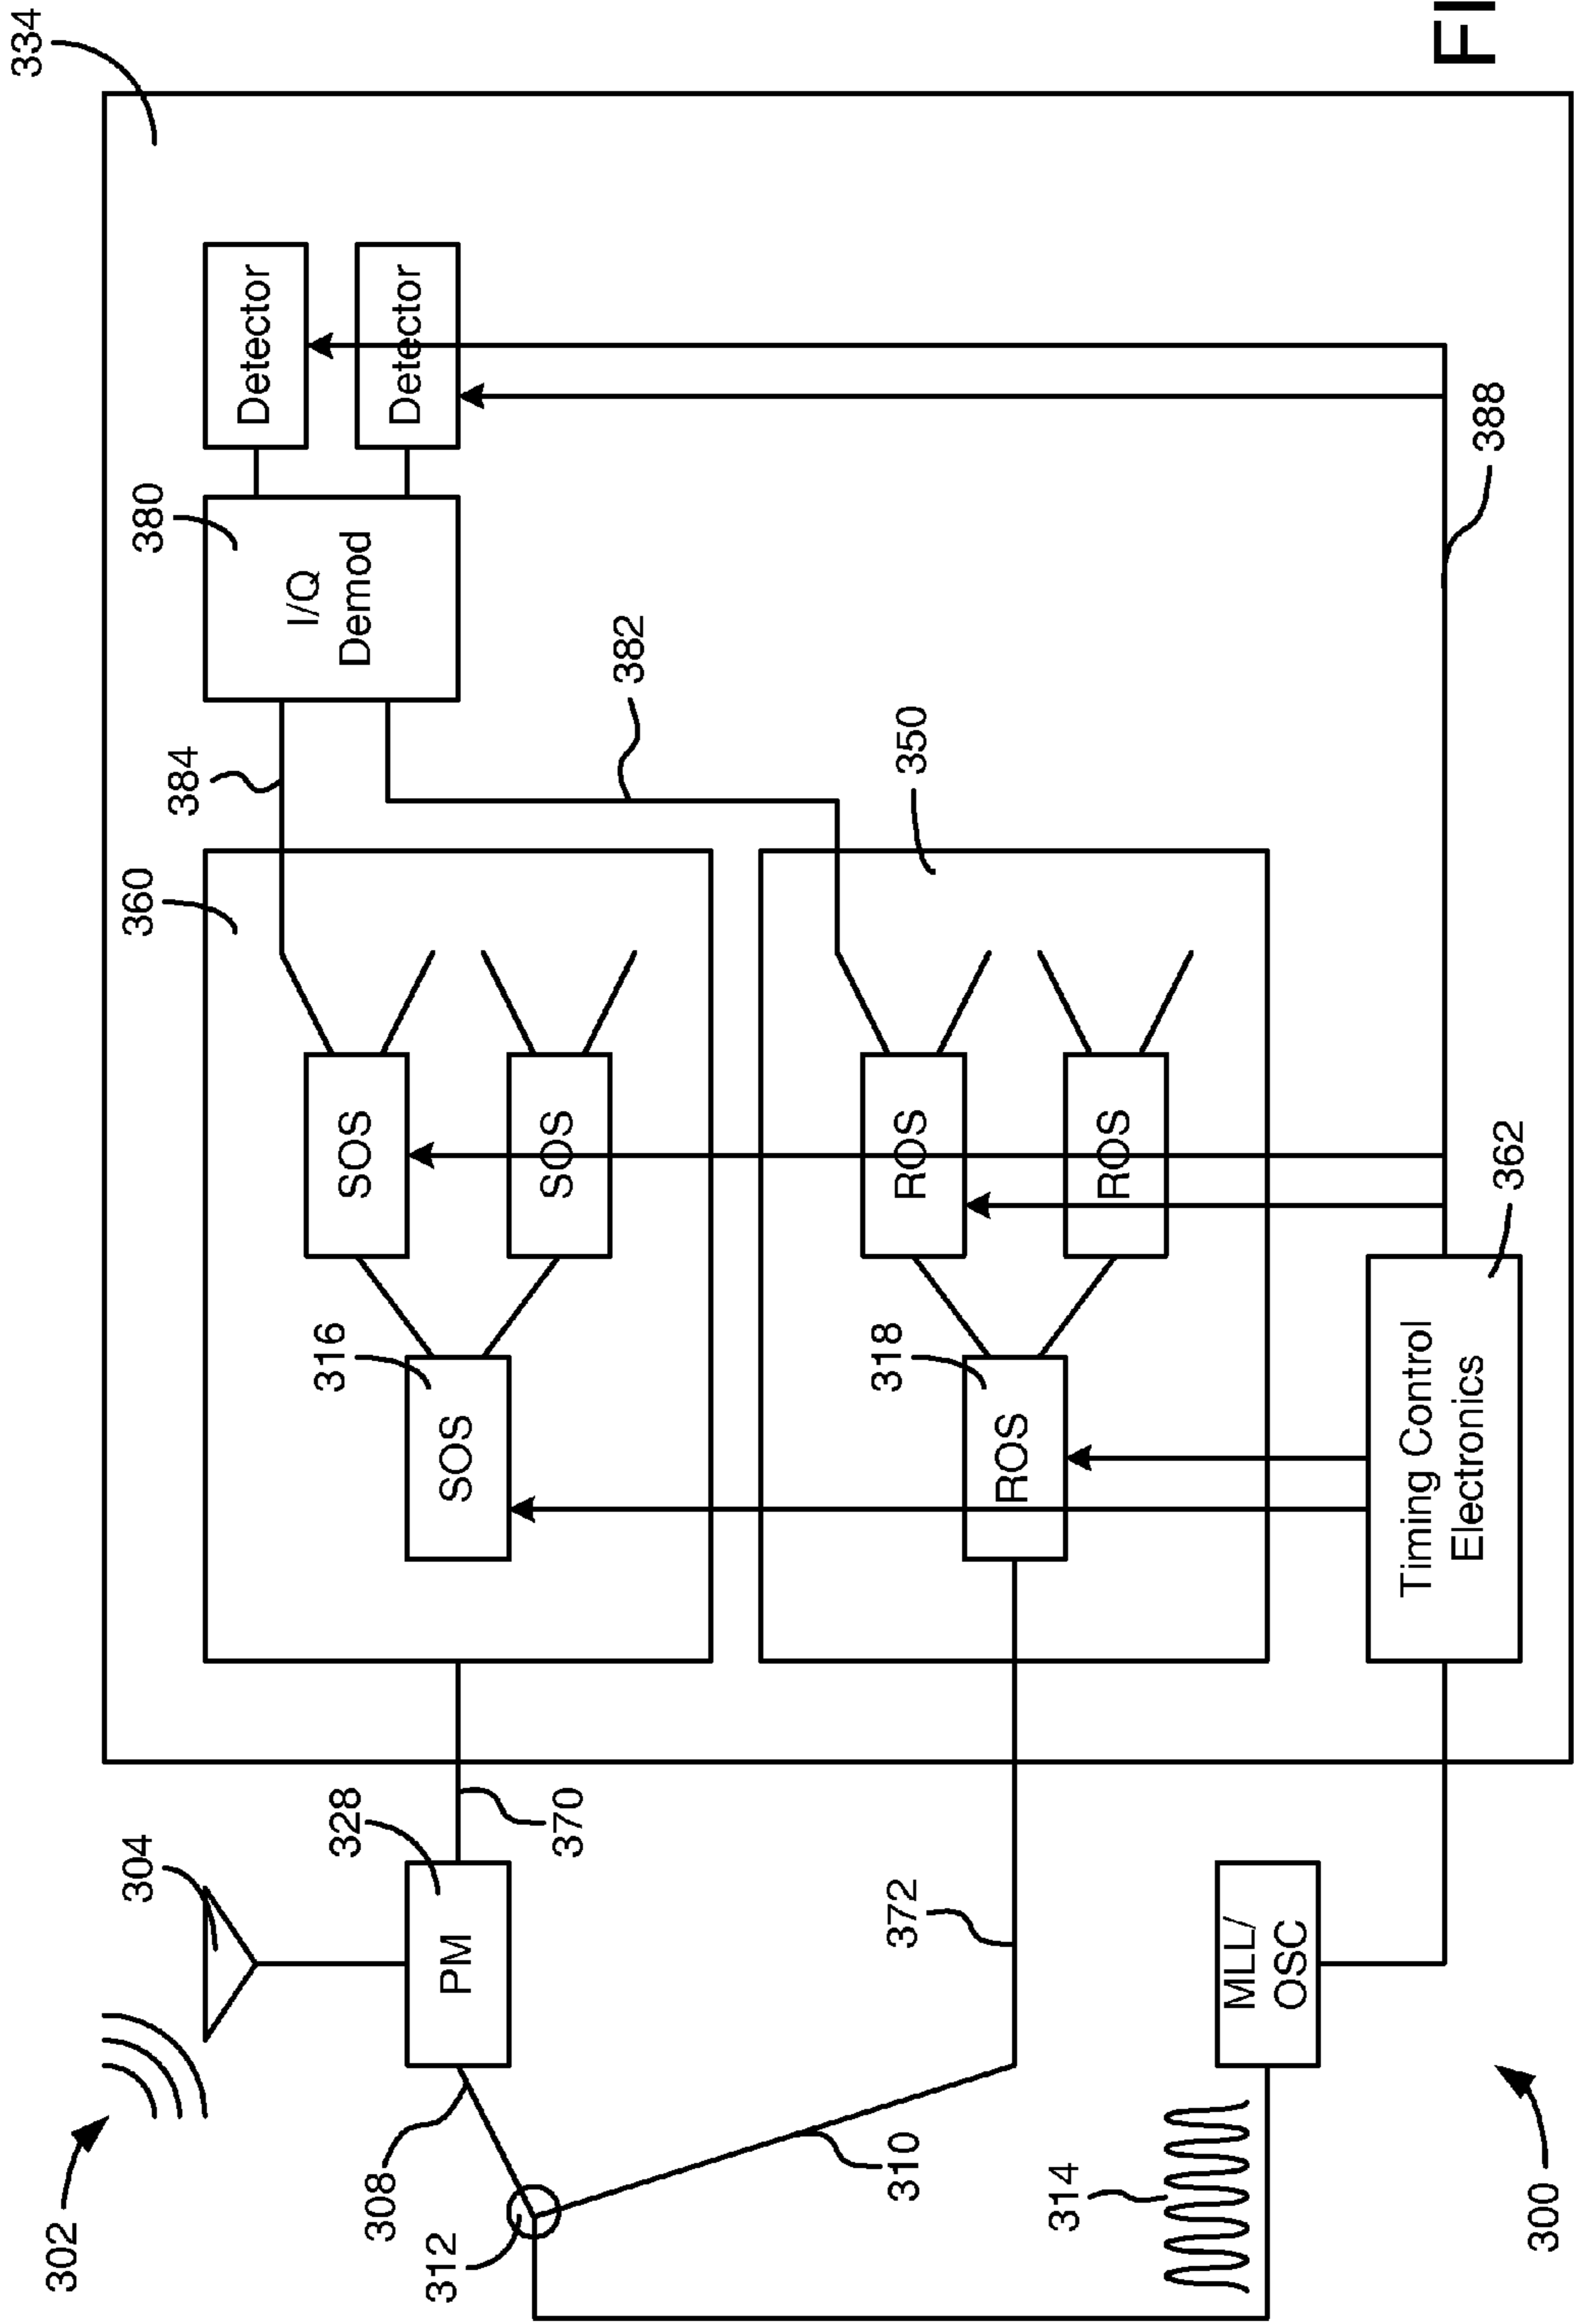 334
302
304
360
380
384
Detector
I/Q
Demod
316
328
SOS
308
Detector
312
PM
SOS
SOS
370
382
318
372
310
350
ROS
ROS
314
ROS
MLL/
OSC
Timing Control
Electronics
FI
388
362
300